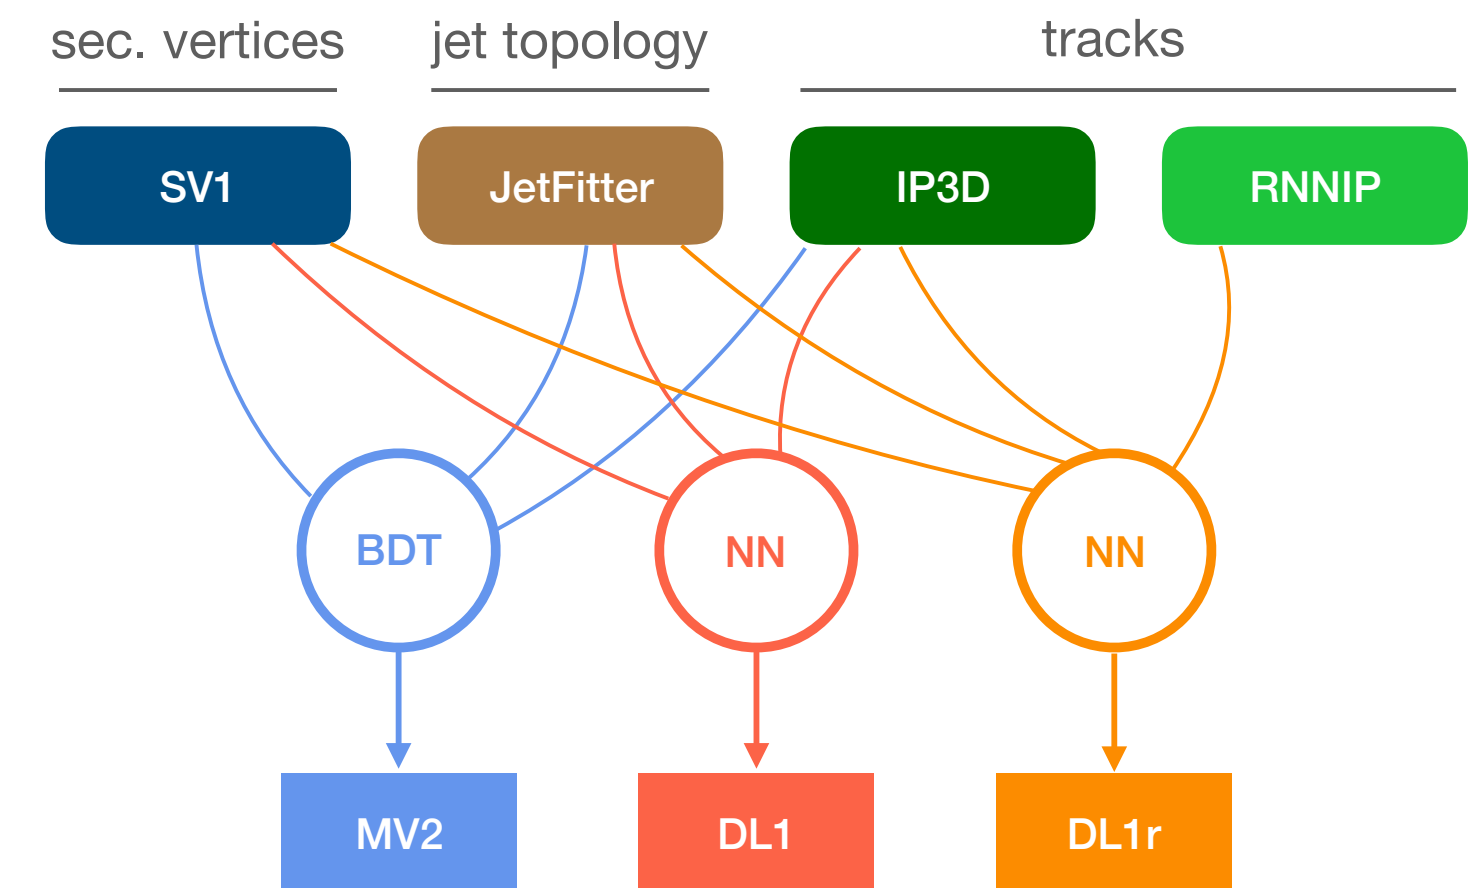 sec. vertices
jet topology
tracks
SV1
JetFitter
IP3D
RNNIP
BDT
NN
NN
MV2
DL1
DL1r